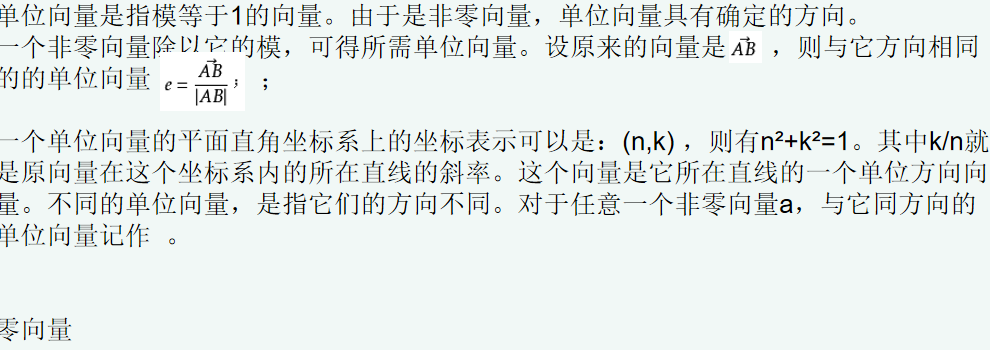 单位向量是指模等于1的向量。由于是非零向量，单位向量具有确定的方向。
一个非零向量除以它的模，可得所需单位向量。设原来的向量是 $\vec{AB}$ ，则与它方向相同
的的单位向量 $e=\frac{\vec{AB}}{|AB|}$； ；
一个单位向量的平面直角坐标系上的坐标表示可以是：(n,k) ，则有n²+k²=1。其中k/n就
是原向量在这个坐标系内的所在直线的斜率。这个向量是它所在直线的一个单位方向向
量。不同的单位向量，是指它们的方向不同。对于任意一个非零向量a，与它同方向的
单位向量记作 。
零向量